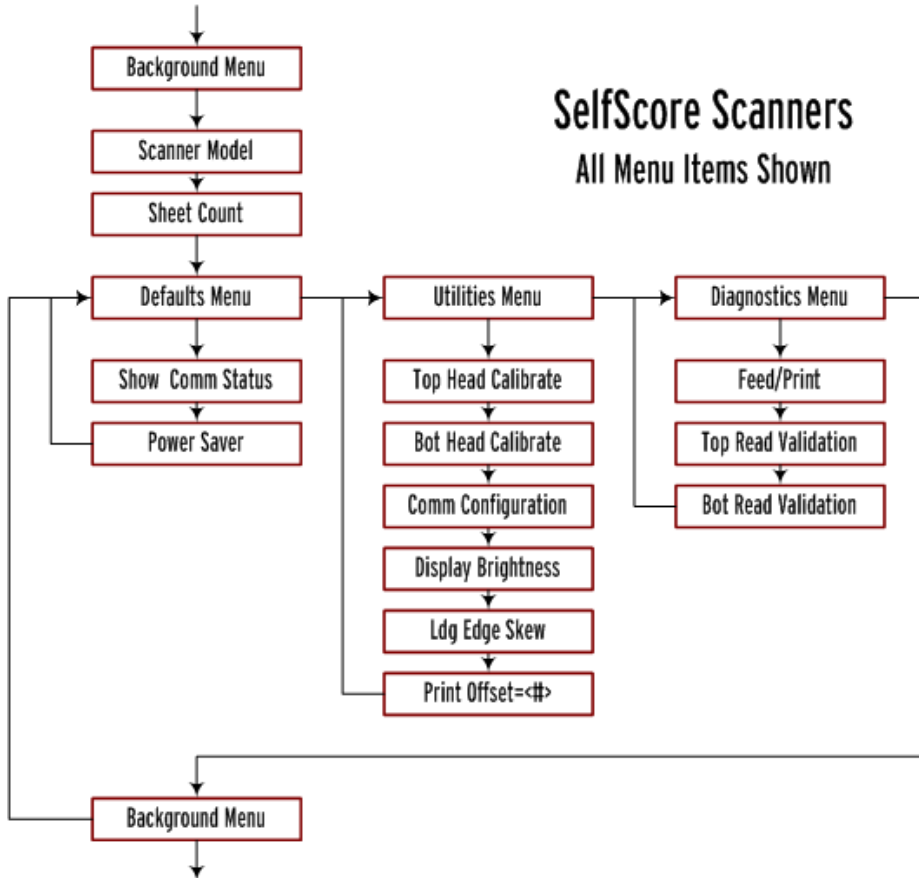 Background Menu
SelfScore Scanners
All Menu Items Shown
Scanner Model
Sheet Count
Defaults Menu
Show Comm Status
Power Saver
Utilities Menu
Top Head Calibrate
Bot Head Calibrate
Comm Configuration
Display Brightness
Ldg Edge Skew
Print Offset=<#>
Diagnostics Menu
Feed/Print
Top Read Validation
Bot Read Validation
Background Menu